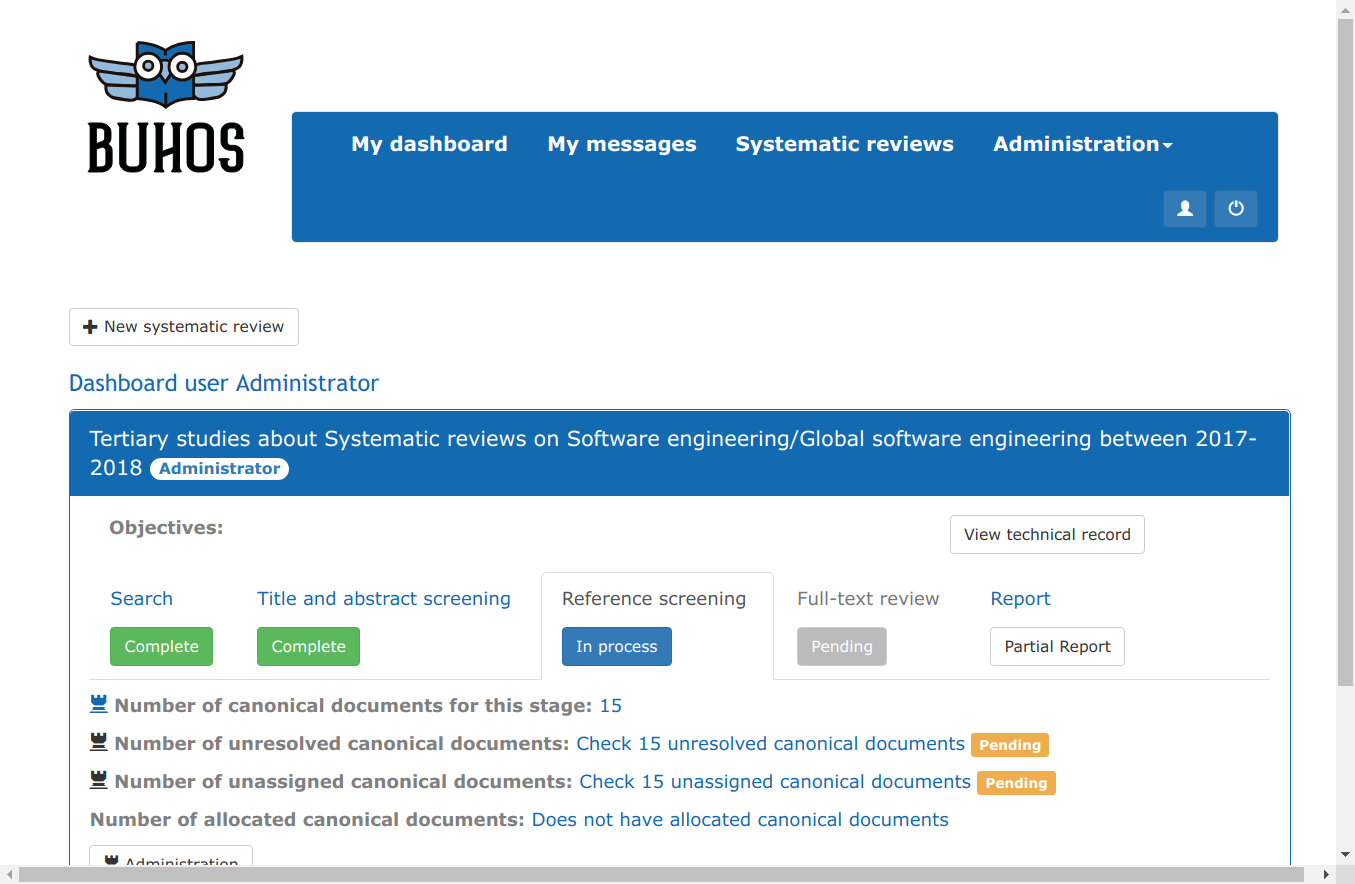 BUHOS
My dashboard My messages Systematic reviews Administration
New systematic review
Dashboard user Administrator
Tertiary studies about Systematic reviews on Software engineering/Global software engineering between 2017-
2018 Administrator
Objectives:
View technical record
Search Title and abstract screening Reference screening Full-text review Report
Complete Complete In process Pending Partial Report
Number of canonical documents for this stage: 15
Number of unresolved canonical documents: Check 15 unresolved canonical documents Pending
Number of unassigned canonical documents: Check 15 unassigned canonical documents Pending
Number of allocated canonical documents: Does not have allocated canonical documents
Administration